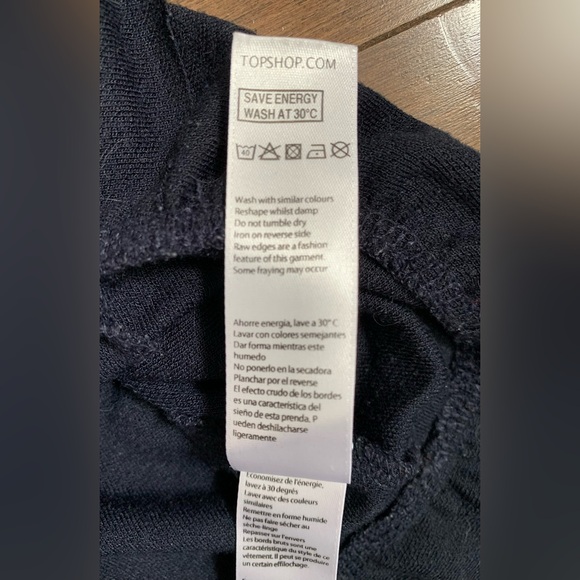 TOPSHOP.COM
SAVE ENERGY
WASH AT 30°C
40
Wash with similar colours
Reshape whilst damp
Do not tumble dry
Iron on reverse side
Raw edges are a fashion
feature of this garment.
Some fraying may occur
Ahorre energia, lave a 30° C
Lavar con colores semejantes
Dar forma mientras este
humedo
No ponerlo en la secadora
Planchar por el reverse
El efecto crudo de los bordes
es una característica del
sieño de esta prenda. P
ueden deshilacharse
ligeramente
Economisez de l'énergie,
lavez à 30 degrés
Laver avec des couleurs
similaires
Remettre en forme humide
Ne pas faire sécher au
sèche-linge
Repasser sur l'envers
Les bords bruts sont une
caractéristique du style de ce
vêtement. Il peut se produire
un certain effilochage.